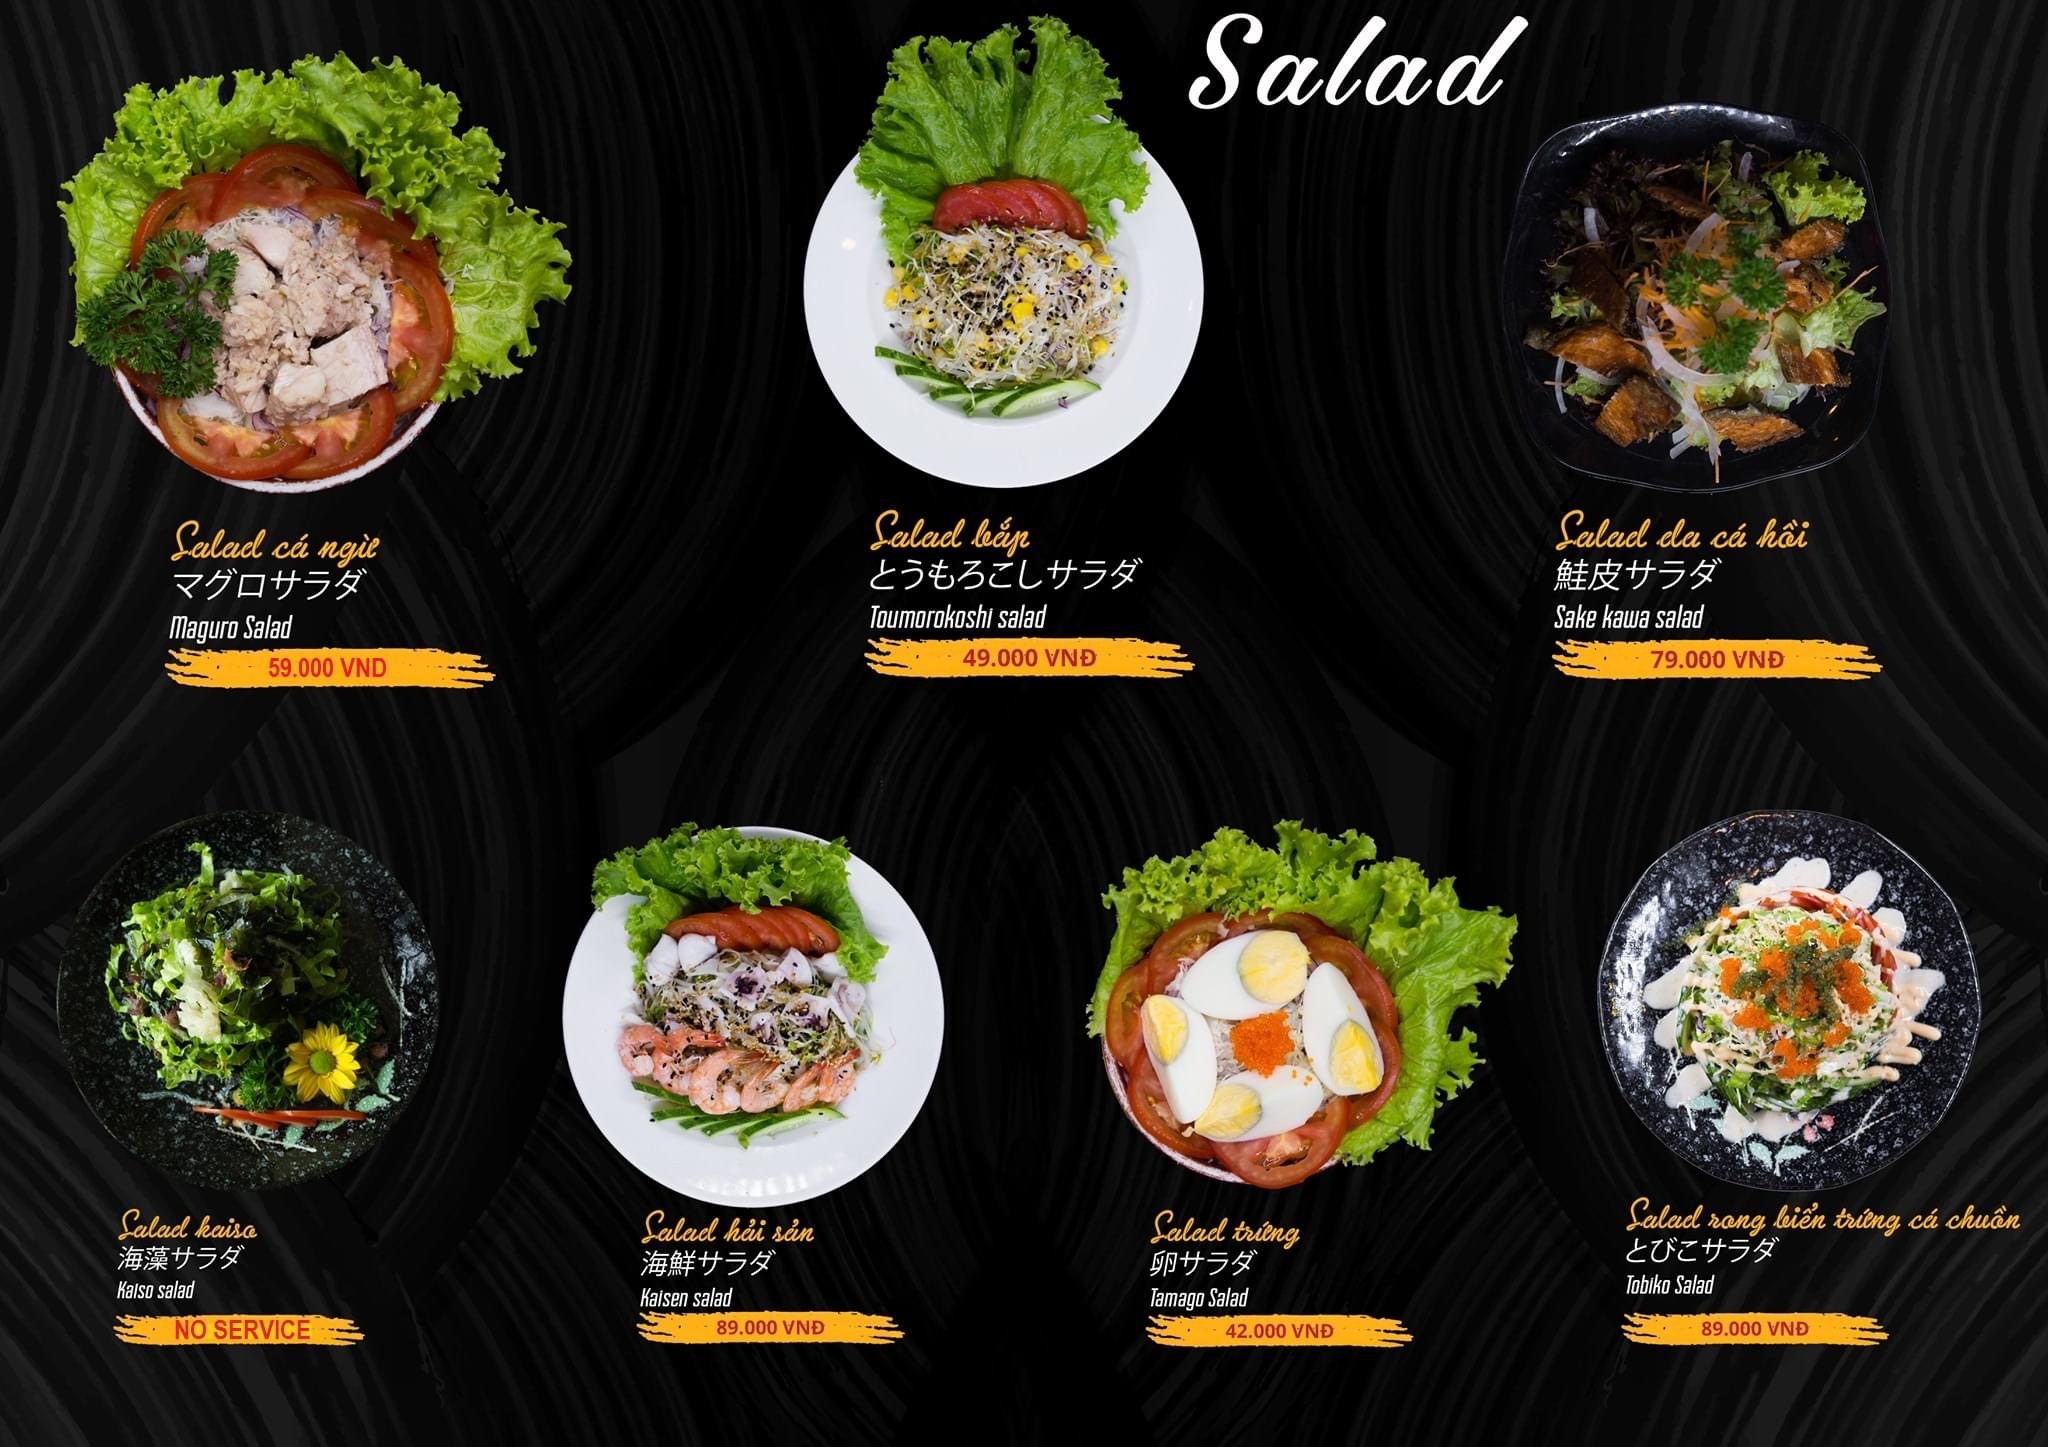 Salad
Salad cá ngừ
マグロサラダ
Maguro Salad
59.000 VND
Salad bắp
とうもろこしサラダ
Toumorokoshi salad
49.000 VNĐ
Salad da cá hồi
鮭皮サラダ
Sake kawa salad
79.000 VNĐ
Salad kaiso
海藻サラダ
Kaiso salad
NO SERVICE
Salad hải sản
海鮮サラダ
Kaisen salad
89.000 VNĐ
Salad trứng
卵サラダ
Tamago Salad
42.000 VNĐ
Salad rong biển trứng cá chuồn
とびこサラダ
Tobiko Salad
89.000 VNĐ